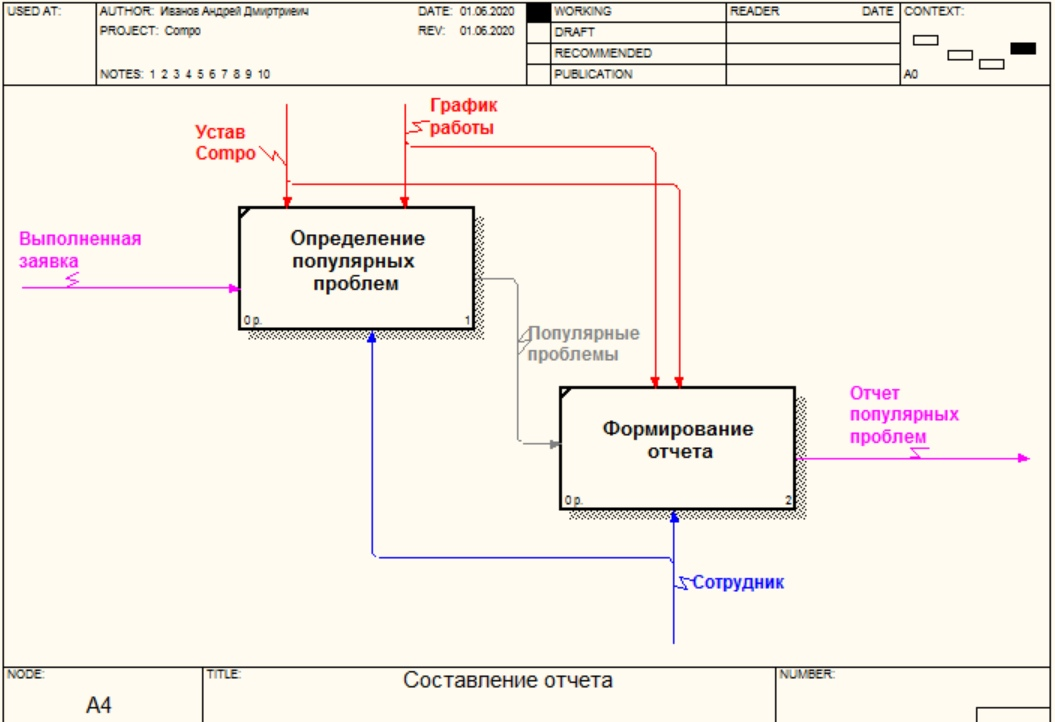 USED AT:
AUTHOR: Иванов Андрей Дмиртриеич
DATE: 01.06.2020
PROJECT: Compo
REV: 01.06.2020
NOTES: 1 2 3 4 5 6 7 8 9 10
WORKING
DRAFT
RECOMMENDED
PUBLICATION
READER DATE
CONTEXT:
A0
График
работы
Устав
Compo
Выполненная
заявка
Определение
популярных
проблем
0 р. 1
Популярные
проблемы
Формирование
отчета
0 р. 2
Отчет
популярных
проблем
Сотрудник
NODE:
A4
TITLE:
Составление отчета
NUMBER: